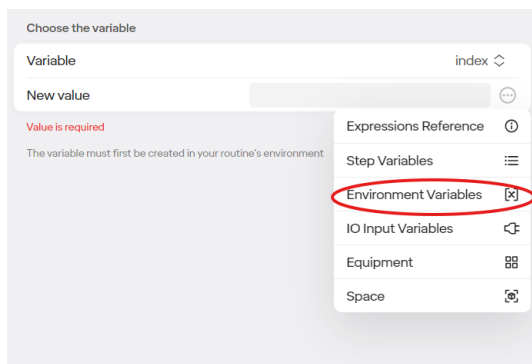 Choose the variable
Variable index
New value
Value is required
The variable must first be created in your routine's environment
Expressions Reference
Step Variables
Environment Variables
IO Input Variables
Equipment
Space